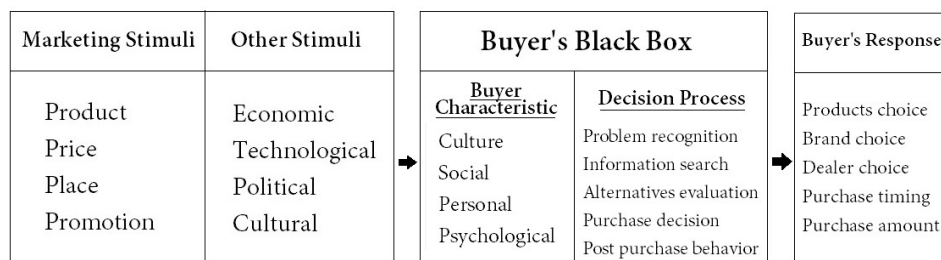 Marketing Stimuli
Product
Price
Place
Promotion
Other Stimuli
Economic
Technological
Political
Cultural
Buyer's Black Box
Buyer
Characteristic
Culture
Social
Personal
Psychological
Decision Process
Problem recognition
Information search
Alternatives evaluation
Purchase decision
Post purchase behavior
Buyer's Response
Products choice
Brand choice
Dealer choice
Purchase timing
Purchase amount